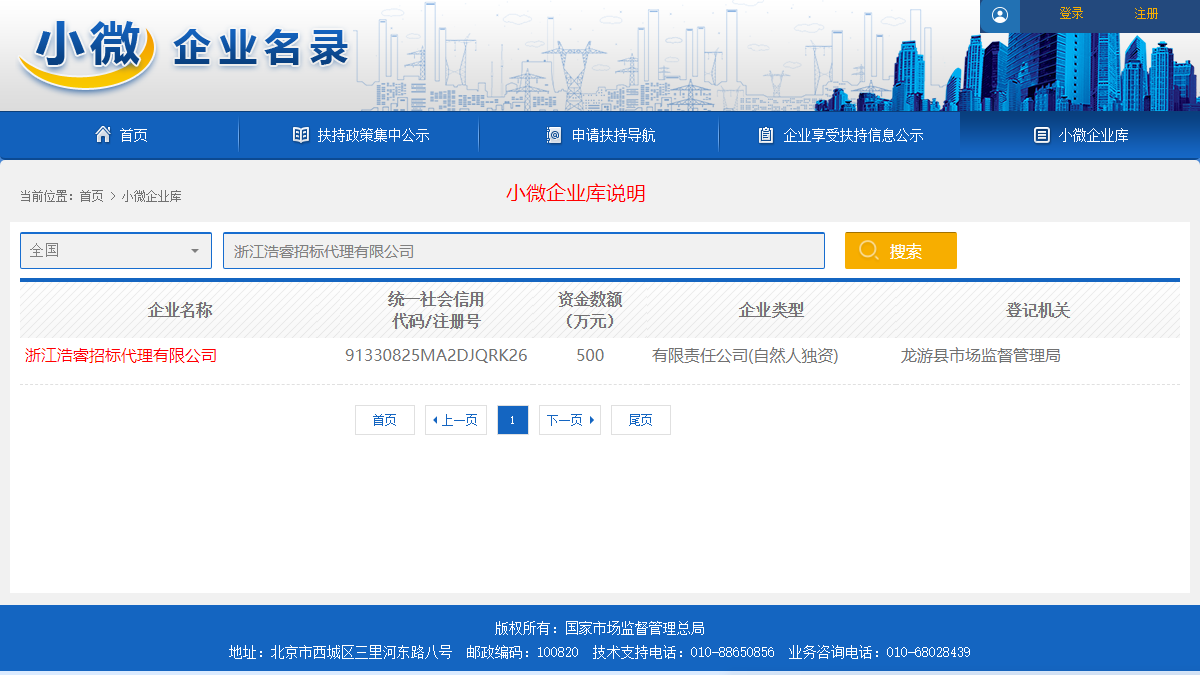 小微 企业名录
登录 注册
首页 扶持政策集中公示 申请扶持导航 企业享受扶持信息公示 小微企业库
当前位置：首页 > 小微企业库
小微企业库说明
全国 浙江浩睿招标代理有限公司 搜索
企业名称 统一社会信用代码/注册号 资金数额（万元） 企业类型 登记机关
浙江浩睿招标代理有限公司 91330825MA2DJQRK26 500 有限责任公司(自然人独资) 龙游县市场监督管理局
首页 上一页 1 下一页 尾页
版权所有：国家市场监督管理总局
地址：北京市西城区三里河东路八号 邮政编码：100820 技术支持电话：010-88650856 业务咨询电话：010-68028439